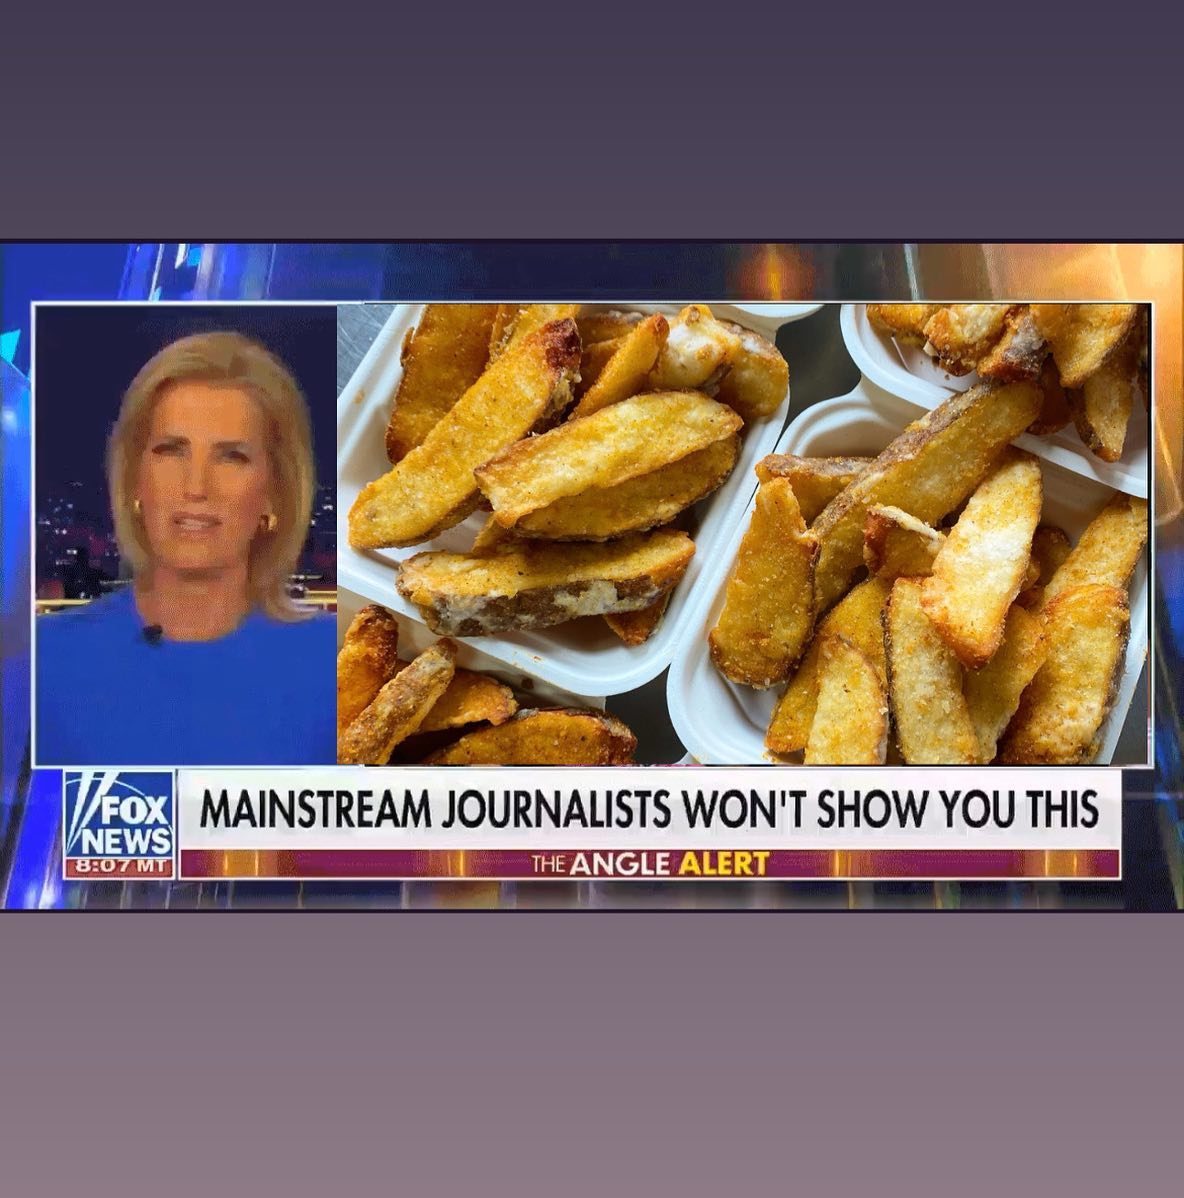 FOX
NEWS
8:07 MT
MAINSTREAM JOURNALISTS WON'T SHOW YOU THIS
THE ANGLE ALERT